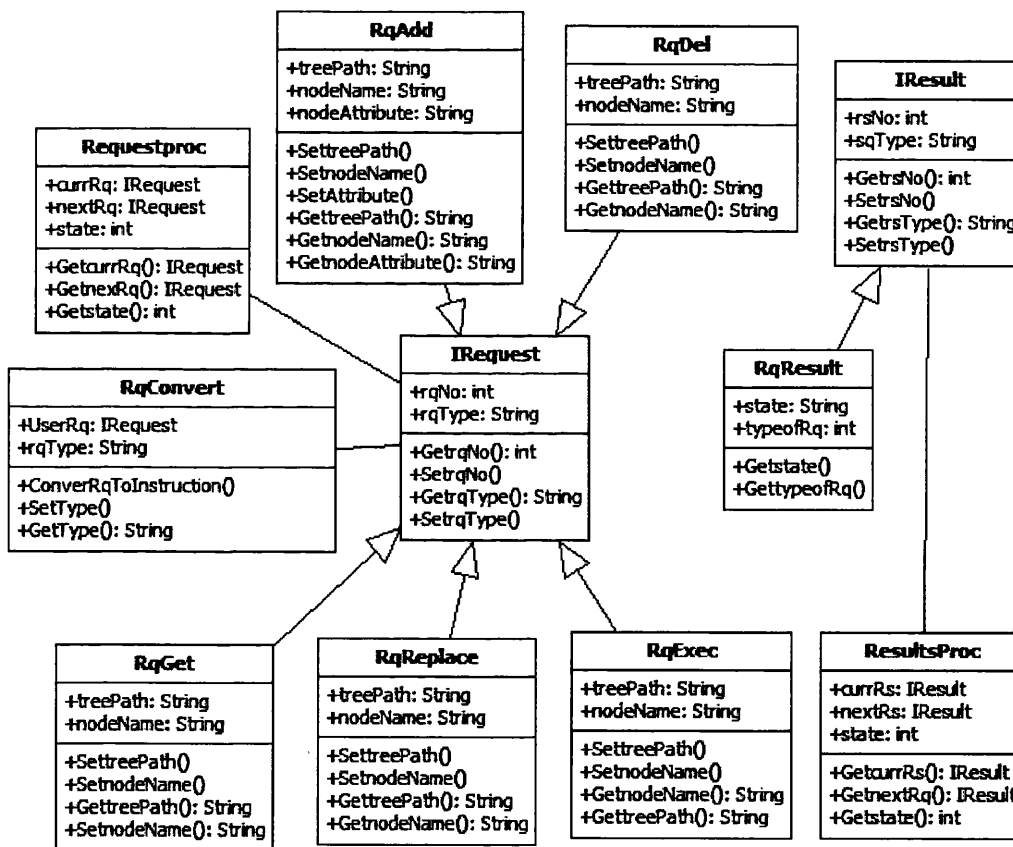 RqAdd
+treePath: String
+nodeName: String
+nodeAttribute: String
+SettreePath()
+SetnodeName()
+SetAttribute()
+GettreePath(): String
+GetnodeName(): String
+GetnodeAttribute(): String
RqDel
+treePath: String
+nodeName: String
+SettreePath()
+SetnodeName()
+GettreePath(): String
+GetnodeName(): String
IResult
+rsNo: int
+sqType: String
+GetrsNo(): int
+SetrsNo()
+GetrsType(): String
+SetrsType()
Requestproc
+currRq: IRequest
+nextRq: IRequest
+state: int
+GetcurrRq(): IRequest
+GetnexRq(): IRequest
+Getstate(): int
IRequest
+rqNo: int
+rqType: String
+GetrqNo(): int
+SetrqNo()
+GetrqType(): String
+SetrqType()
RqResult
+state: String
+typeofRq: int
+Getstate()
+GettypeofRq()
RqConvert
+UserRq: IRequest
+rqType: String
+ConverRqToInstruction()
+SetType()
+GetType(): String
RqGet
+treePath: String
+nodeName: String
+SettreePath()
+SetnodeName()
+GettreePath(): String
+SetnodeName(): String
RqReplace
+treePath: String
+nodeName: String
+SettreePath()
+SetnodeName()
+GettreePath(): String
+GetnodeName(): String
RqExec
+treePath: String
+nodeName: String
+SettreePath()
+SetnodeName()
+GetnodeName(): String
+GettreePath(): String
ResultsProc
+currRs: IResult
+nextRs: IResult
+state: int
+GetcurrRs(): IResult
+GetnextRq(): IResult
+Getstate(): int